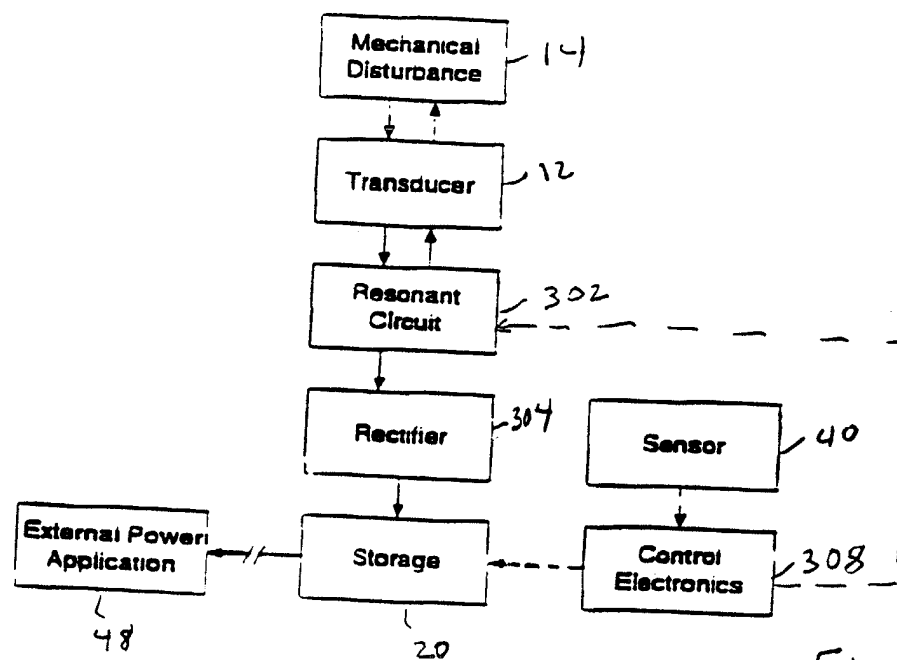 Mechanical
Disturbance
14
Transducer
12
Resonant
Circuit
302
Rectifier
304
Sensor
40
External Power
Application
48
Storage
20
Control
Electronics
308